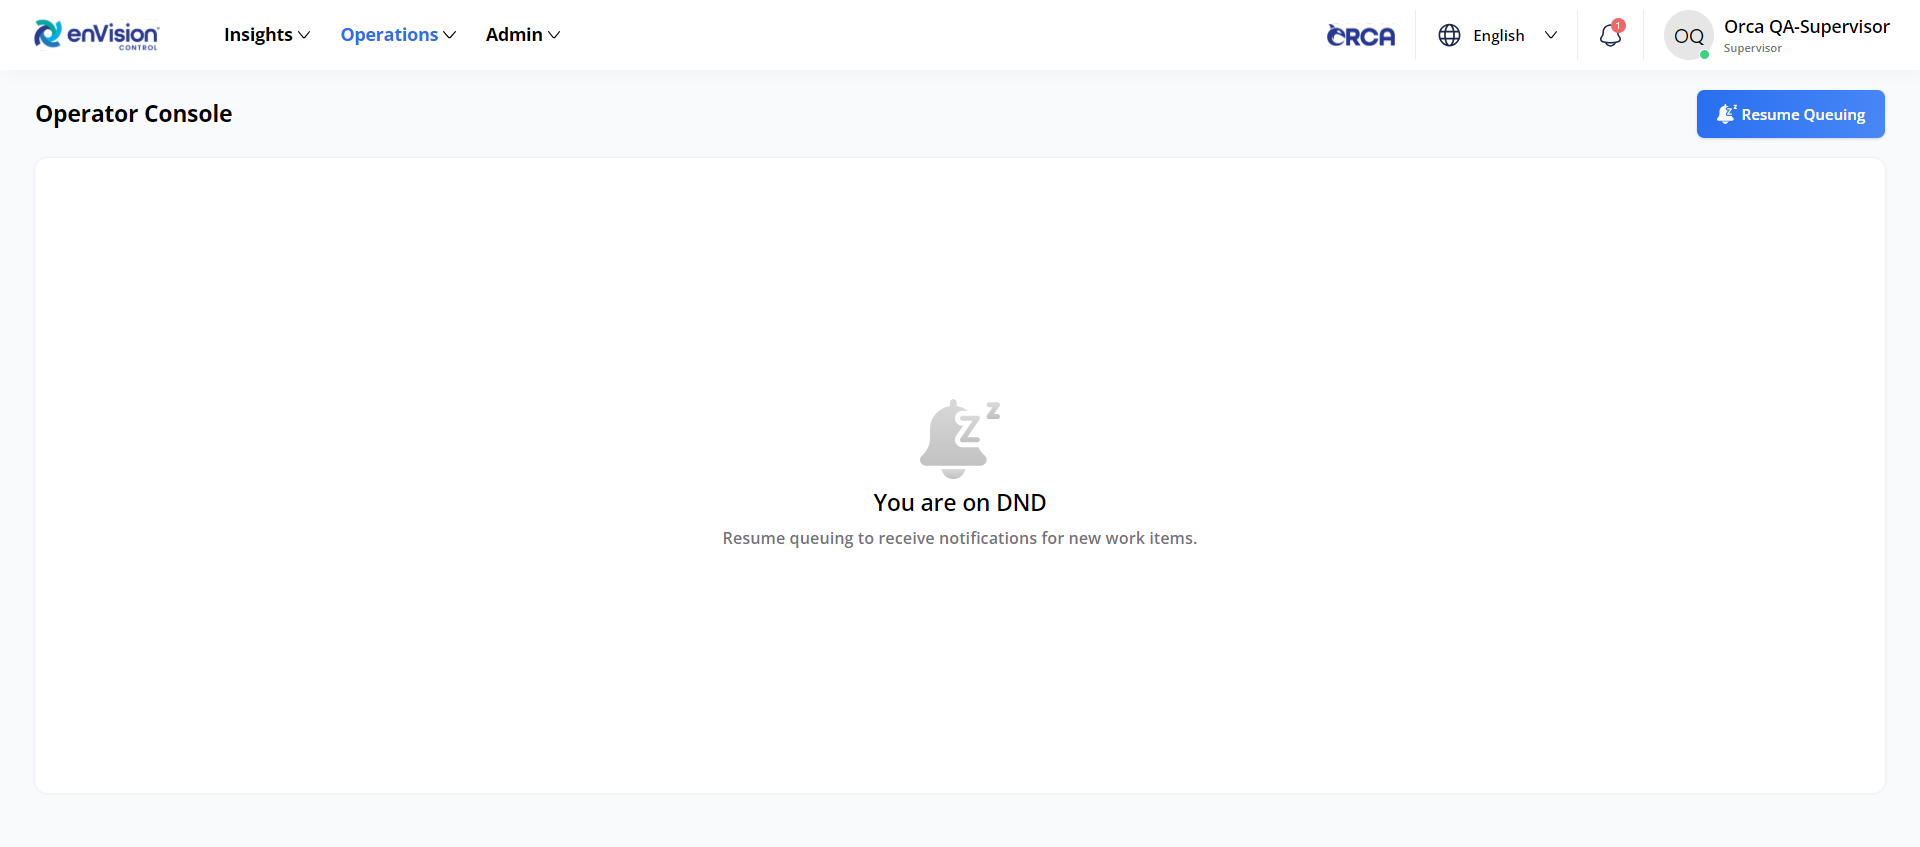 enVision™
CONTROL
Insights
Operations
Admin
ORCA
English
1
OQ
Orca QA-Supervisor
Supervisor
Operator Console
Resume Queuing
You are on DND
Resume queuing to receive notifications for new work items.